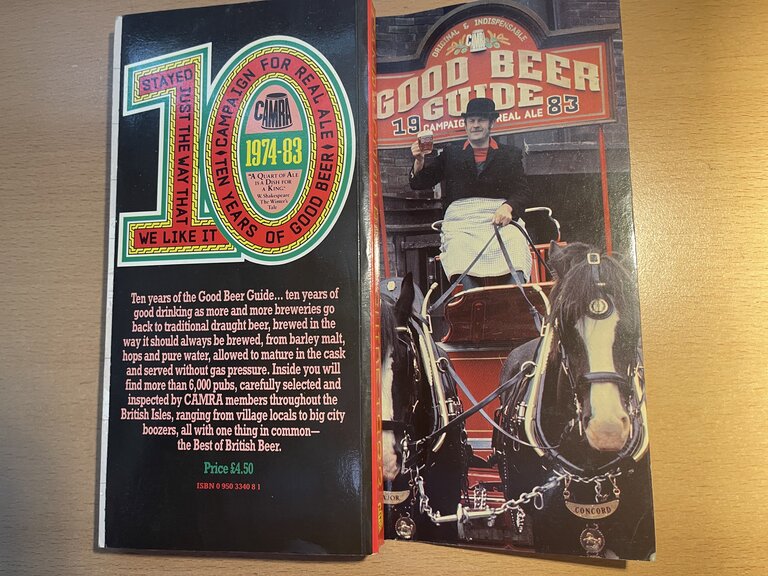 STAYED
JUST THE WAY THAT
WE LIKE IT
CAMPAIGN FOR REAL ALE
TEN YEARS OF GOOD BEER
CAMRA
1974-83
"A QUART OF ALE
IS A DISH FOR
A KING"
W. Shakespeare
The Winter's
Tale
Ten years of the Good Beer Guide... ten years of
good drinking as more and more breweries go
back to traditional draught beer, brewed in the
way it should always be brewed, from barley malt,
hops and pure water, allowed to mature in the cask
and served without gas pressure. Inside you will
find more than 6,000 pubs, carefully selected and
inspected by CAMRA members throughout the
British Isles, ranging from village locals to big city
boozers, all with one thing in common—
the Best of British Beer.
Price £4.50
ISBN 0 950 3340 8 1
ORIGINAL & INDISPENSABLE
CAMRA
GOOD BEER
GUIDE
19 83
CAMPAIG REAL ALE
CONCORD